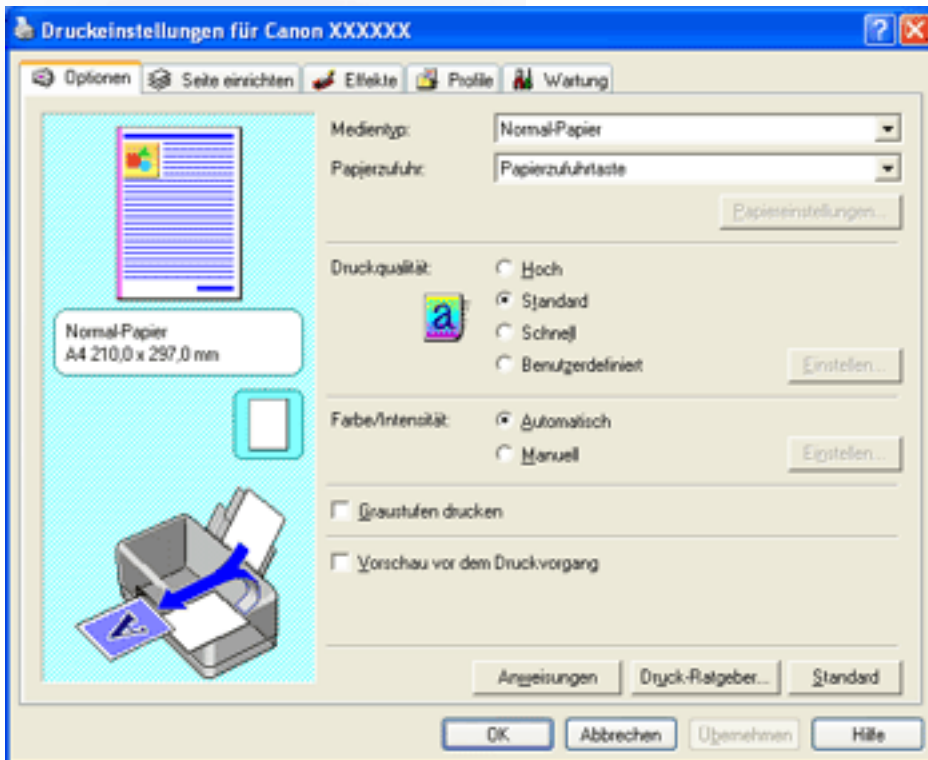 Druckeinstellungen für Canon XXXXXX
Optionen Seite einrichten Effekte Profile Wartung
Medientyp: Normal-Papier
Papierzufuhr: Papierzufuhrtaste
Papiereinstellungen...
Druckqualität: Hoch
Standard
Schnell
Benutzerdefiniert Einstellen...
Normal-Papier
A4 210,0 x 297,0 mm
Farbe/Intensität: Automatisch
Manuell Einstellen...
Graustufen drucken
Vorschau vor dem Druckvorgang
Anweisungen Druck-Ratgeber... Standard
OK Abbrechen Übernehmen Hilfe